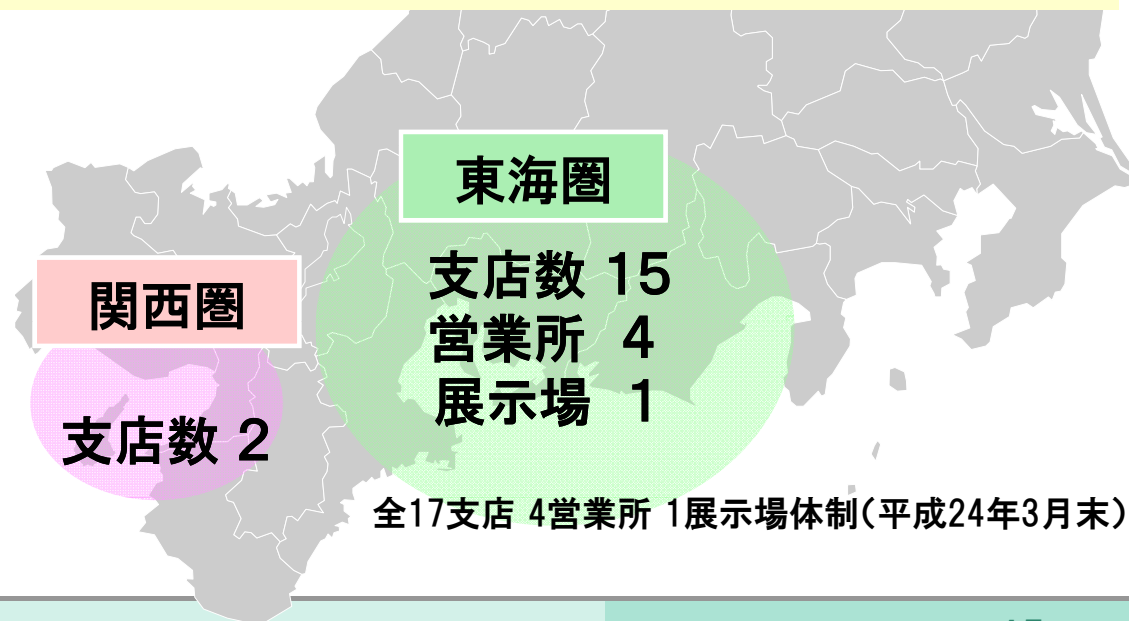 東海圏
支店数 15
営業所 4
展示場 1
関西圏
支店数 2
全17支店 4営業所 1展示場体制(平成24年3月末)